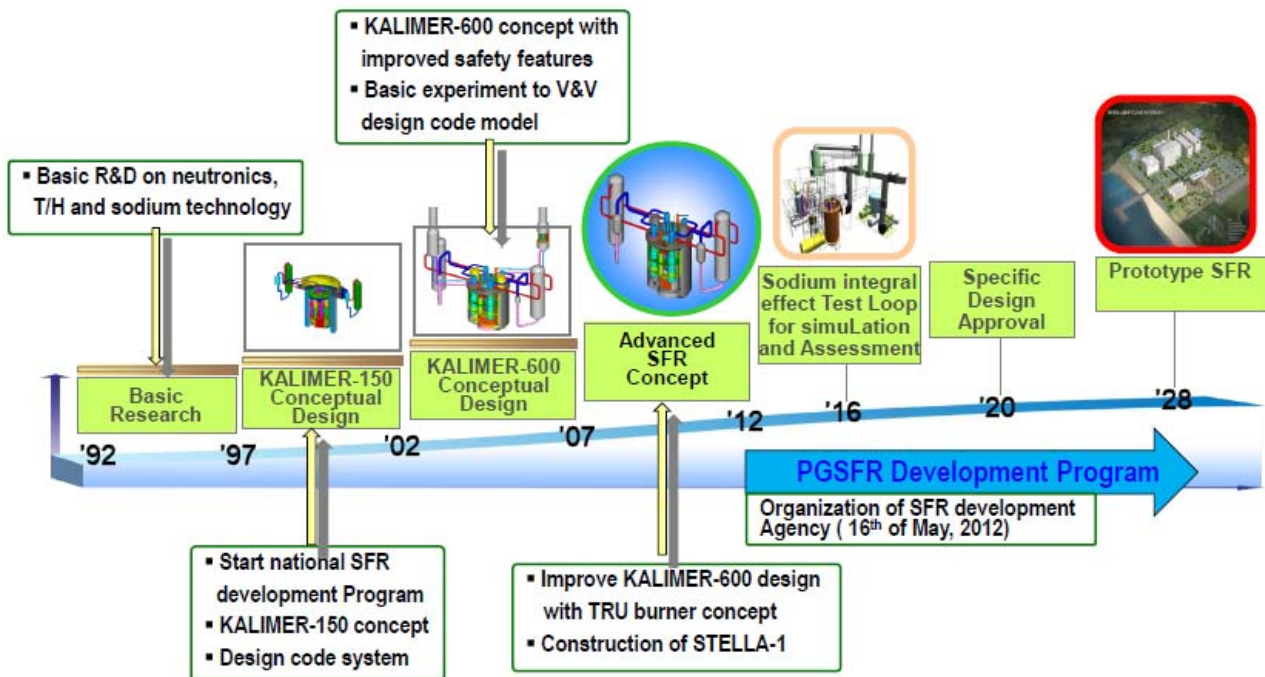 ▪ KALIMER-600 concept with
improved safety features
▪ Basic experiment to V&V
design code model
▪ Basic R&D on neutronics,
T/H and sodium technology
Basic
Research
KALIMER-150
Conceptual
Design
KALIMER-600
Conceptual
Design
Advanced
SFR
Concept
Sodium integral
effect Test Loop
for simuLation
and Assessment
Specific
Design
Approval
Prototype SFR
'92
'97
'02
'07
'12
'16
'20
'28
PGSFR Development Program
Organization of SFR development
Agency ( 16th of May, 2012)
▪ Start national SFR
development Program
▪ KALIMER-150 concept
▪ Design code system
▪ Improve KALIMER-600 design
with TRU burner concept
▪ Construction of STELLA-1